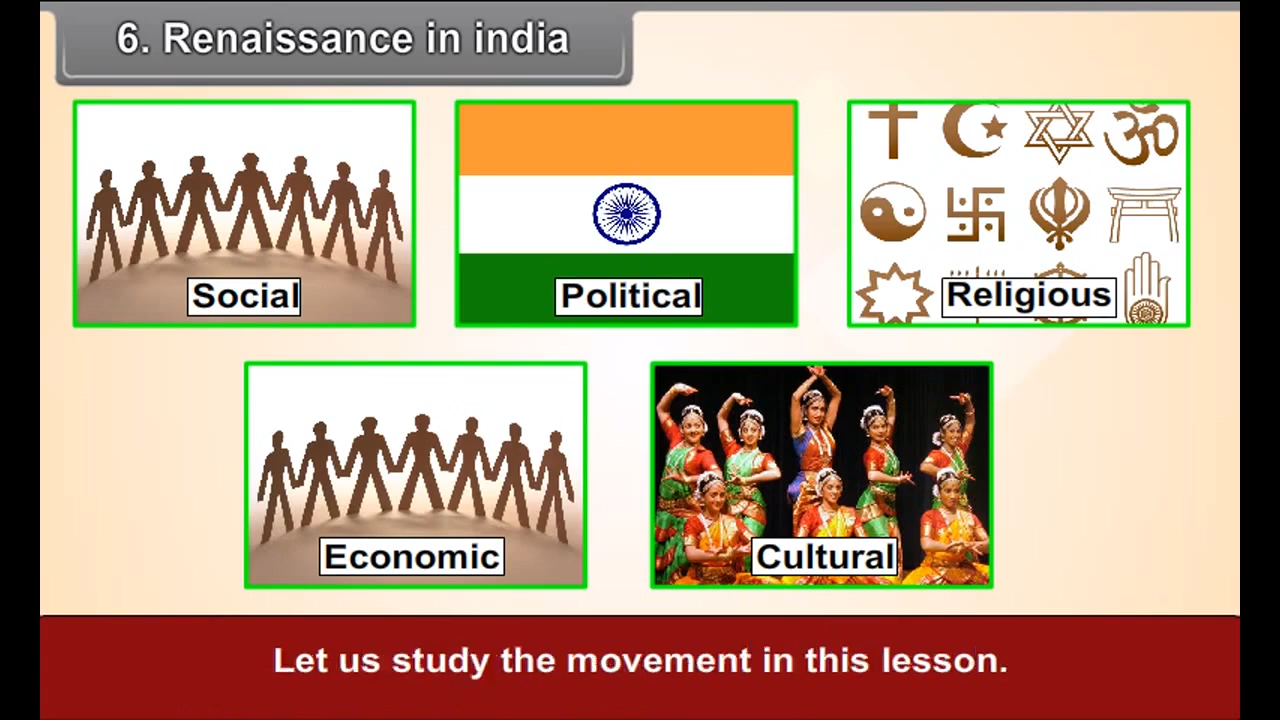 6. Renaissance in india
Social
Political
Religious
Economic
Cultural
Let us study the movement in this lesson.